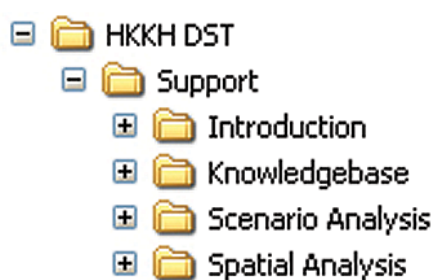 HKKH DST
Support
Introduction
Knowledgebase
Scenario Analysis
Spatial Analysis